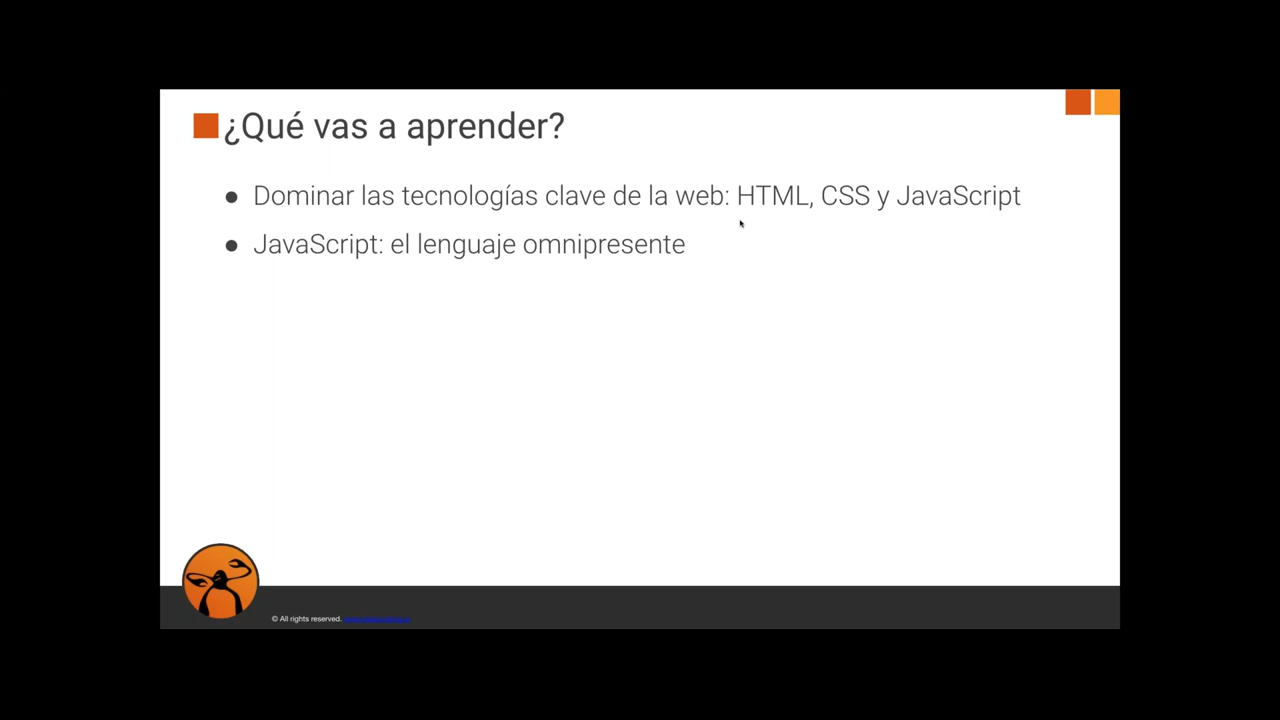 ¿Qué vas a aprender?
● Dominar las tecnologías clave de la web: HTML, CSS y JavaScript
● JavaScript: el lenguaje omnipresente
© All rights reserved.